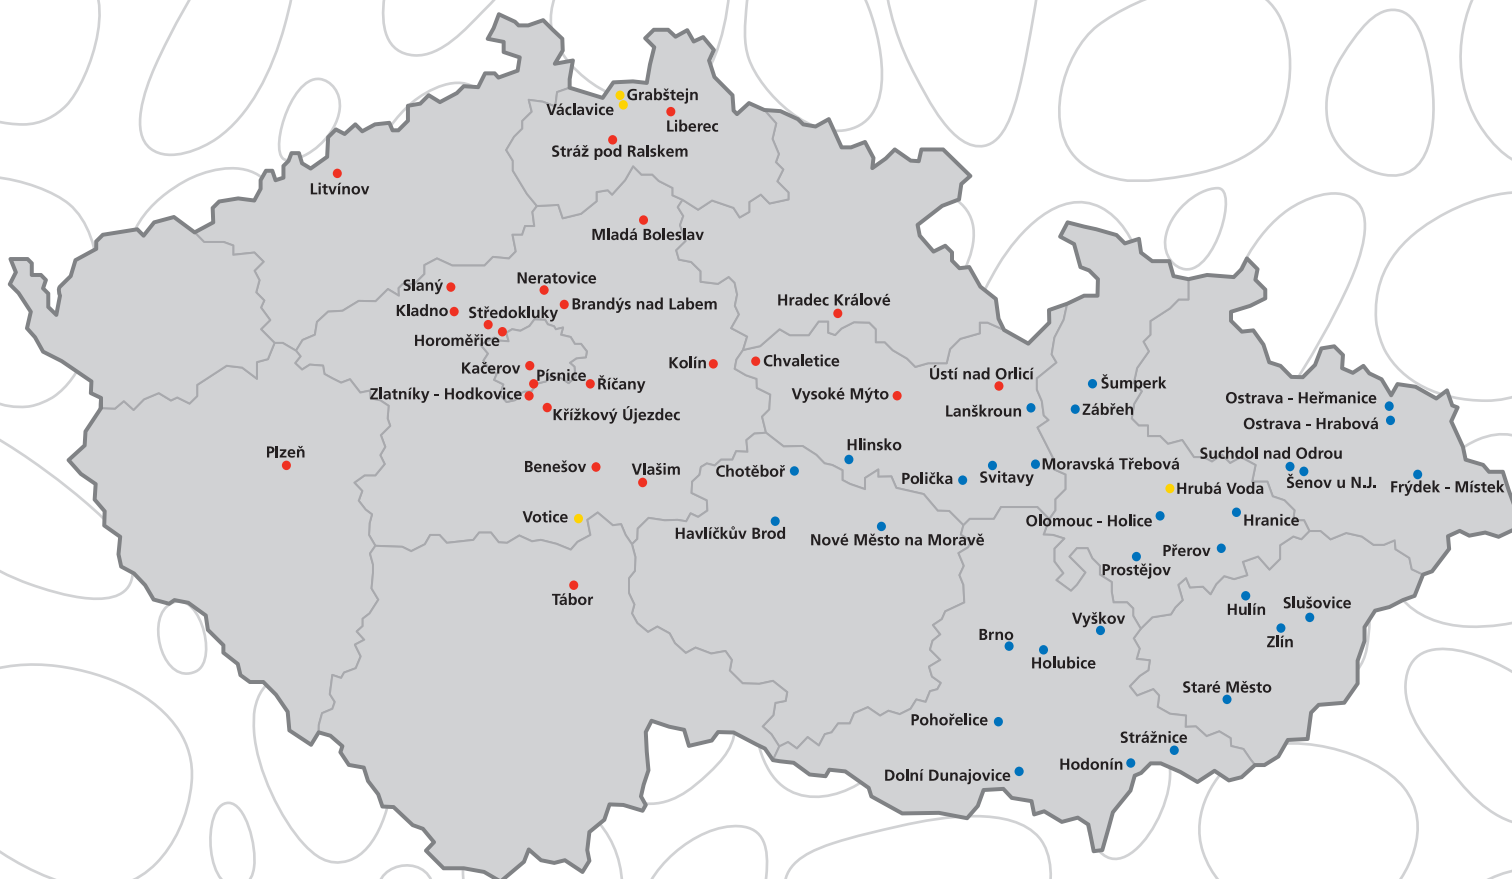 Grabštejn
Václavice
Liberec
Stráž pod Ralskem
Litvínov
Mladá Boleslav
Neratovice
Slaný
Brandýs nad Labem
Hradec Králové
Kladno
Středokluky
Horoměřice
Kolín
Chvaletice
Kačerov
Písnice
Říčany
Ústí nad Orlicí
Šumperk
Zlatníky - Hodkovice
Vysoké Mýto
Ostrava - Heřmanice
Křížkový Újezdec
Lanškroun
Zábřeh
Ostrava - Hrabová
Hlinsko
Plzeň
Suchdol nad Odrou
Benešov
Vlašim
Chotěboř
Moravská Třebová
Polička
Svitavy
Šenov u N.J.
Frýdek - Místek
Hrubá Voda
Votice
Olomouc - Holice
Hranice
Havlíčkův Brod
Nové Město na Moravě
Přerov
Prostějov
Tábor
Hulín
Slušovice
Vyškov
Brno
Zlín
Holubice
Staré Město
Pohořelice
Strážnice
Hodonín
Dolní Dunajovice